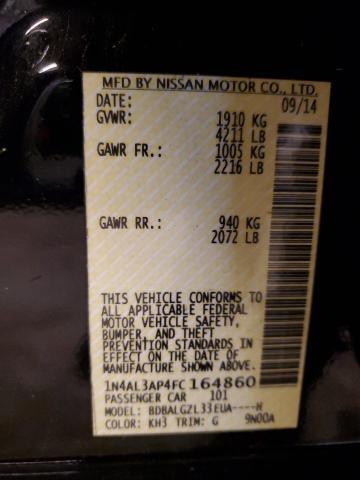 MFD BY NISSAN MOTOR CO., LTD.
DATE: 09/14
GVWR: 1910 KG
4211 LB
GAWR FR.: 1005 KG
2216 LB
GAWR RR.: 940 KG
2072 LB
THIS VEHICLE CONFORMS TO
ALL APPLICABLE FEDERAL
MOTOR VEHICLE SAFETY,
BUMPER, AND THEFT
PREVENTION STANDARDS IN
EFFECT ON THE DATE OF
MANUFACTURE SHOWN ABOVE.
1N4AL3AP4FC164860
PASSENGER CAR 101
MODEL: BDBALGZL33EUA----N
COLOR: KH3 TRIM: G 9N00A